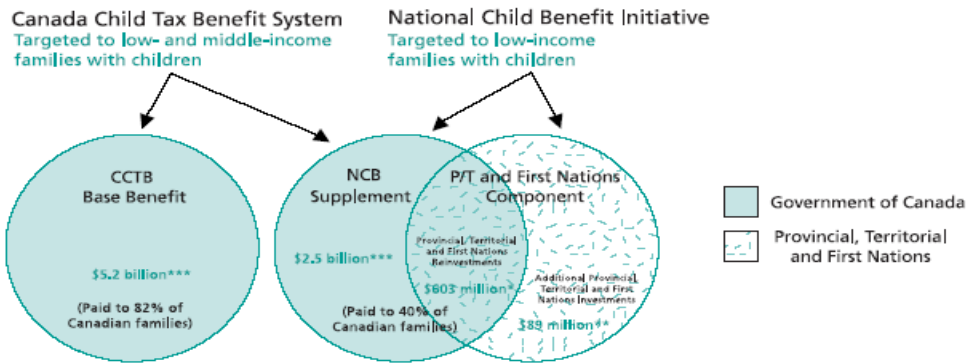 Canada Child Tax Benefit System
Targeted to low- and middle-income
families with children
National Child Benefit Initiative
Targeted to low-income
families with children
CCTB
Base Benefit
$5.2 billion***
(Paid to 82% of
Canadian families)
NCB
Supplement
$2.5 billion***
(Paid to 40% of
Canadian families)
P/T and First Nations
Component
Provincial, Territorial
and First Nations
Reinvestments
$603 million*
Additional Provincial,
Territorial and First
Nations Investments
$89 million**
Government of Canada
Provincial, Territorial
and First Nations